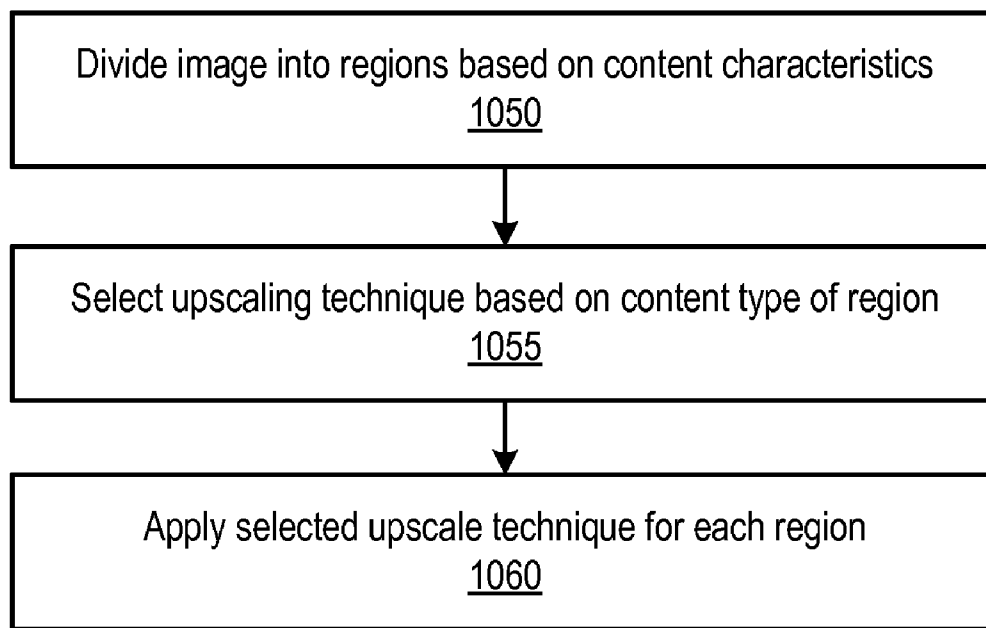 Divide image into regions based on content characteristics
1050
Select upscaling technique based on content type of region
1055
Apply selected upscale technique for each region
1060